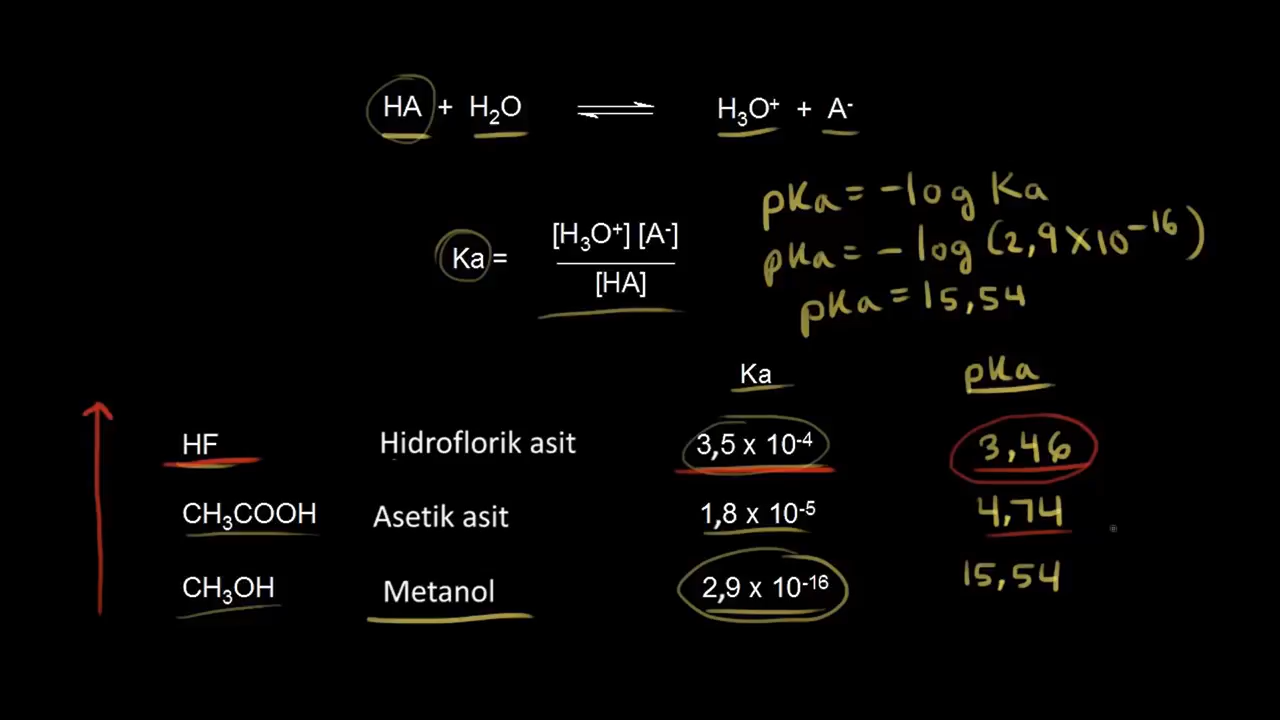 HA + H₂O ⇌ H₃O⁺ + A⁻
pKa = -log Ka
Ka = [H₃O⁺] [A⁻] / [HA]
pKa = -log (2,9 x 10⁻¹⁶)
pKa = 15,54
Ka pKa
HF Hidroflorik asit 3,5 x 10⁻⁴ 3,46
CH₃COOH Asetik asit 1,8 x 10⁻⁵ 4,74
CH₃OH Metanol 2,9 x 10⁻¹⁶ 15,54